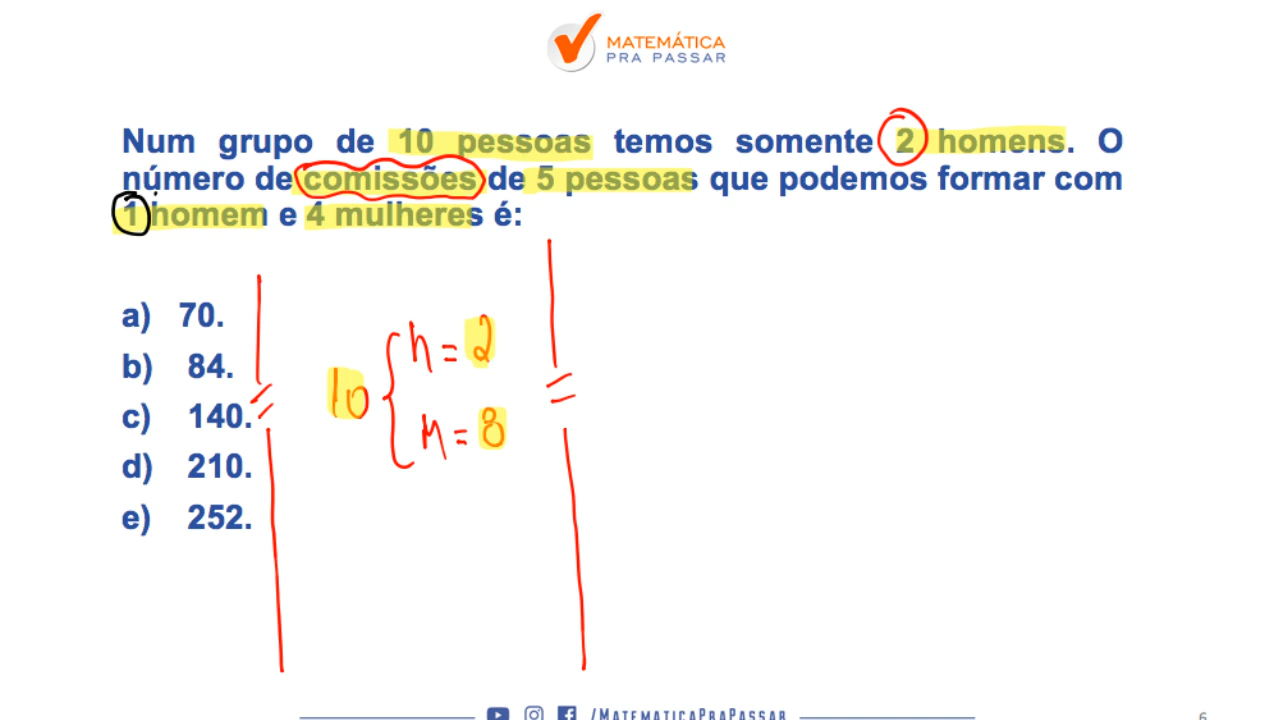 MATEMÁTICA
PRA PASSAR
Num grupo de 10 pessoas temos somente 2 homens. O
número de comissões de 5 pessoas que podemos formar com
1 homem e 4 mulheres é:
a) 70.
b) 84.
c) 140.
d) 210.
e) 252.
h = 2
10
M = 8
/MATEMATICAPRAPASSAR
6